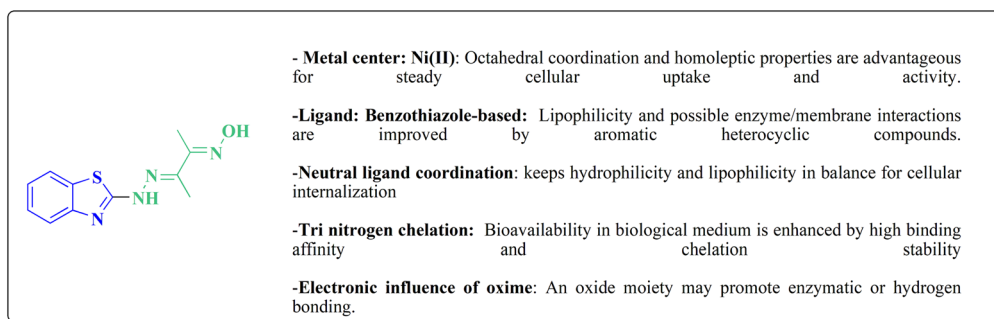 - Metal center: Ni(II): Octahedral coordination and homoleptic properties are advantageous
for steady cellular uptake and activity.
-Ligand: Benzothiazole-based: Lipophilicity and possible enzyme/membrane interactions
are improved by aromatic heterocyclic compounds.
-Neutral ligand coordination: keeps hydrophilicity and lipophilicity in balance for cellular
internalization
-Tri nitrogen chelation: Bioavailability in biological medium is enhanced by high binding
affinity and chelation stability
-Electronic influence of oxime: An oxide moiety may promote enzymatic or hydrogen
bonding.
OH
N
N
S
NH
N